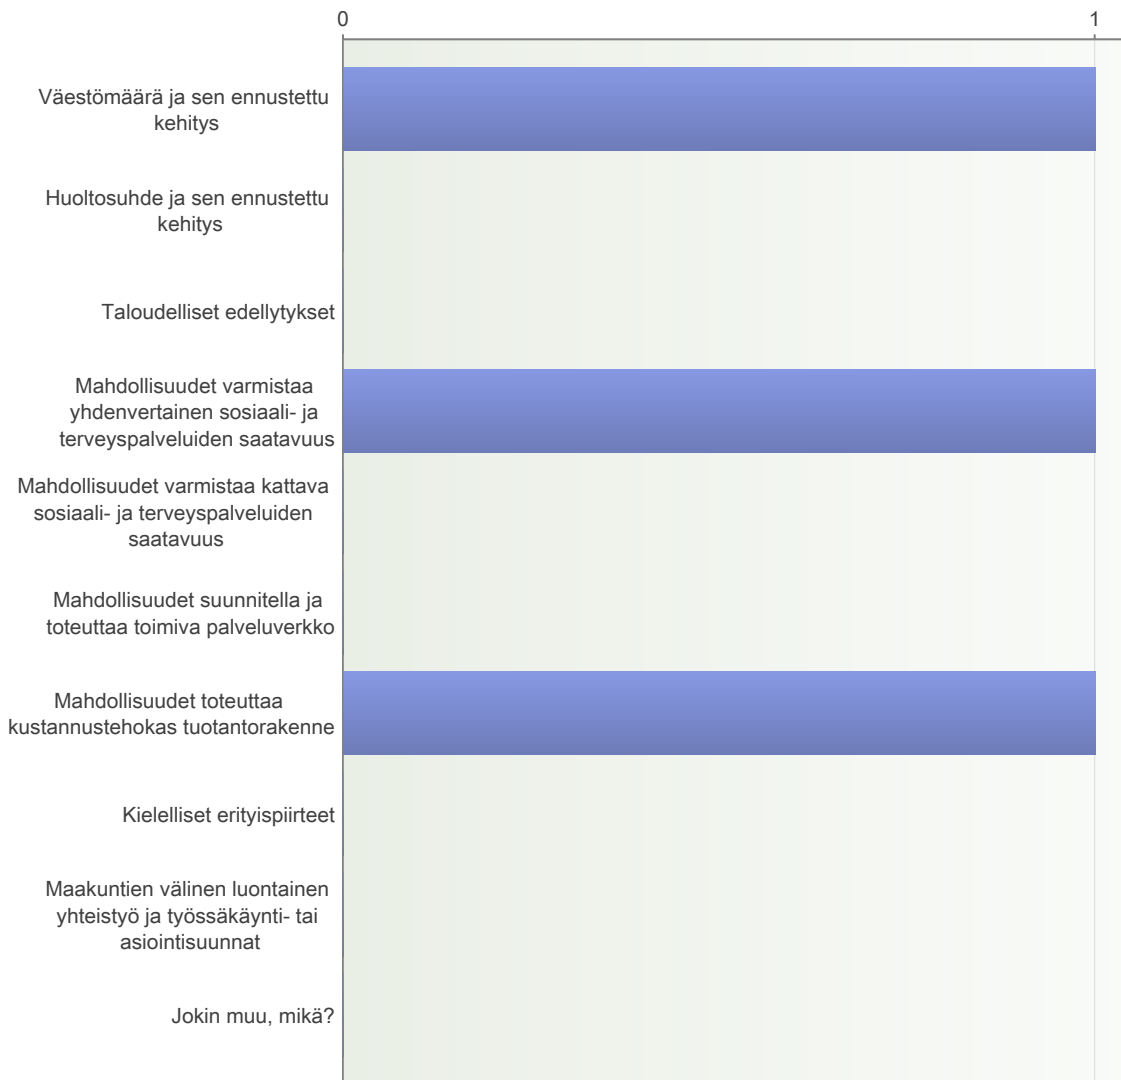 0 1
Väestömäärä ja sen ennustettu
kehitys
Huoltosuhde ja sen ennustettu
kehitys
Taloudelliset edellytykset
Mahdollisuudet varmistaa
yhdenvertainen sosiaali- ja
terveyspalveluiden saatavuus
Mahdollisuudet varmistaa kattava
sosiaali- ja terveyspalveluiden
saatavuus
Mahdollisuudet suunnitella ja
toteuttaa toimiva palveluverkko
Mahdollisuudet toteuttaa
kustannustehokas tuotantorakenne
Kielelliset erityispiirteet
Maakuntien välinen luontainen
yhteistyö ja työssäkäynti- tai
asiointisuunnat
Jokin muu, mikä?